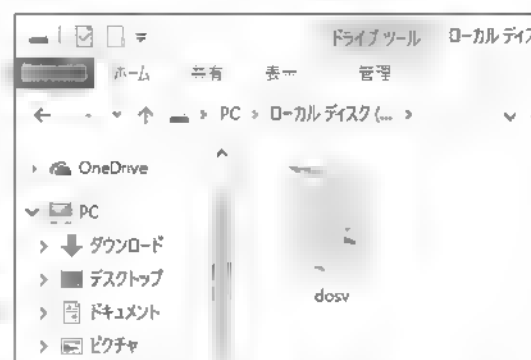 ドライブ ツール ローカル ディス
ホーム 共有 表示 管理
PC ローカル ディスク (...
OneDrive
PC
ダウンロード
デスクトップ
dosv
ドキュメント
ピクチャ